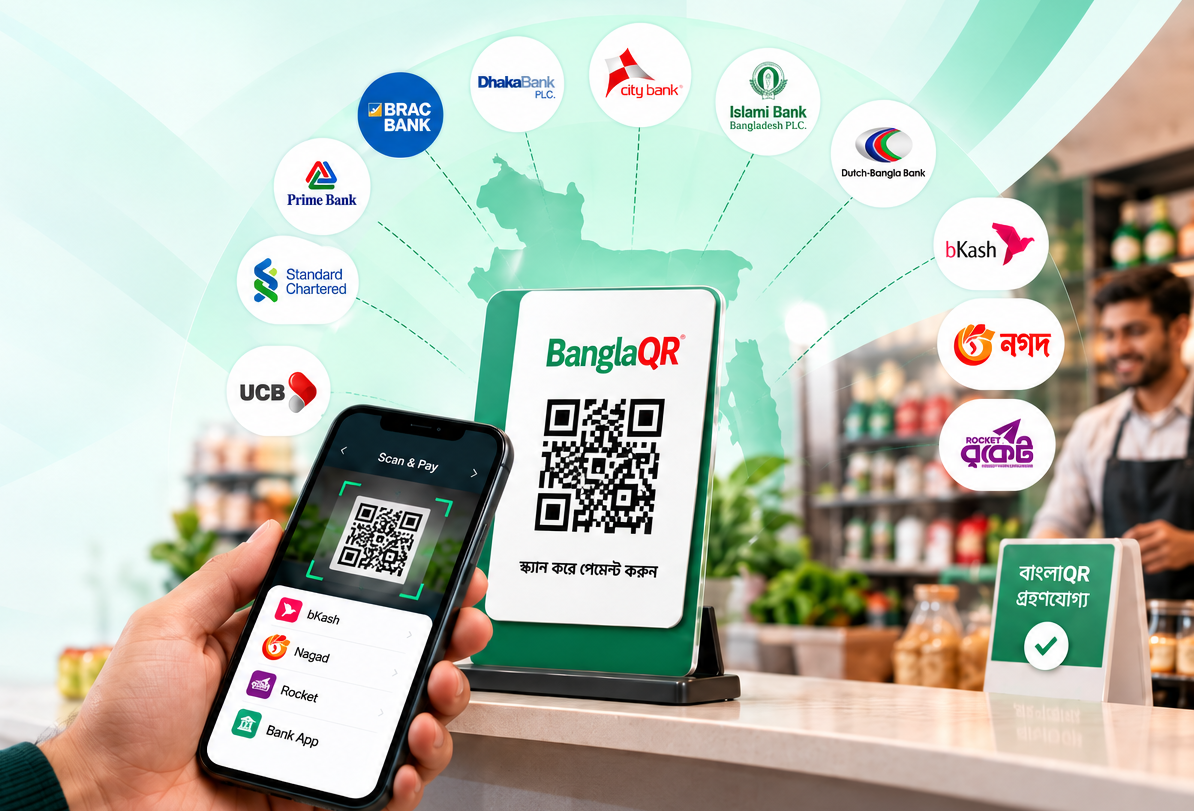 DhakaBank
PLC.
city bank
Islami Bank
Bangladesh PLC.
BRAC
BANK
Dutch-Bangla Bank
Prime Bank
bKash
Standard
Chartered
নগদ
UCB
ROCKET
রকেট
BanglaQR®
স্ক্যান করে পেমেন্ট করুন
Scan & Pay
bKash
Nagad
Rocket
Bank App
বাংলাQR
গ্রহণযোগ্য